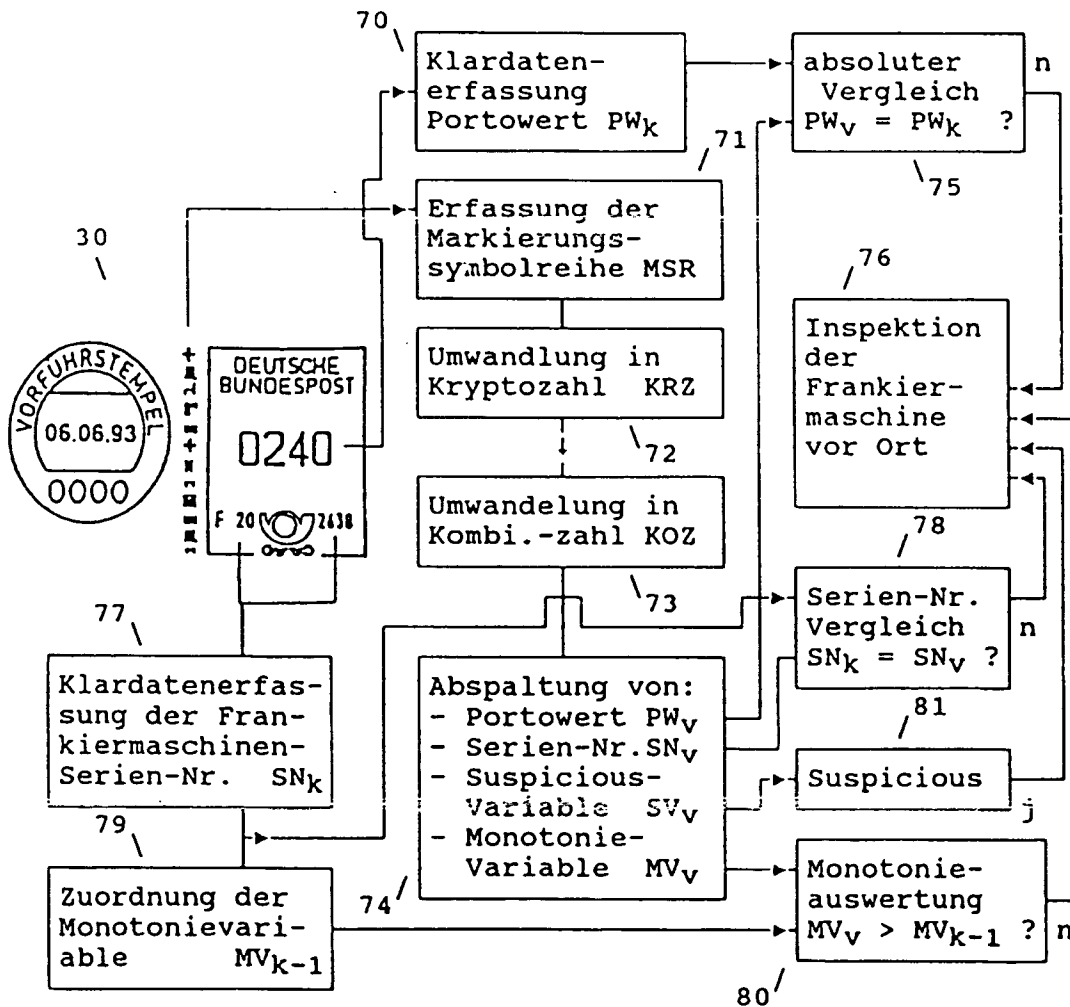 70
Klardaten-
erfassung
Portowert PWk
absoluter
Vergleich
PWv = PWk ?
n
75
71
Erfassung der
Markierungs-
symbolreihe MSR
30
76
Inspektion
der
Frankier-
maschine
vor Ort
Umwandlung in
Kryptozahl KRZ
72
VORFUHRSTEMPEL
06.06.93
0000
DEUTSCHE
BUNDESPOST
0240
F 20 2438
Umwandelung in
Kombi.-zahl KOZ
73
78
Serien-Nr.
Vergleich
SNk = SNv ?
n
77
Klardatenerfas-
sung der Fran-
kiermaschinen-
Serien-Nr. SNk
Abspaltung von:
- Portowert PWv
- Serien-Nr.SNv
- Suspicious-
Variable SVv
- Monotonie-
Variable MVv
74
81
Suspicious
j
79
Zuordnung der
Monotonievari-
able MVk-1
Monotonie-
auswertung
MVv > MVk-1 ?
n
80